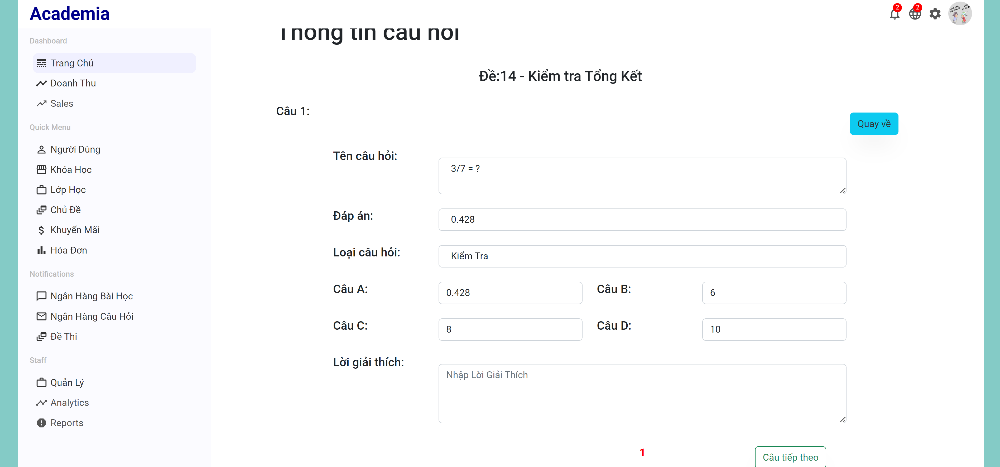 Academia
2
2
Dashboard
Trang Chủ
Doanh Thu
Sales
Quick Menu
Người Dùng
Khóa Học
Lớp Học
Chủ Đề
Khuyến Mãi
Hóa Đơn
Notifications
Ngân Hàng Bài Học
Ngân Hàng Câu Hỏi
Đề Thi
Staff
Quản Lý
Analytics
Reports
Thông tin câu hỏi
Đề:14 - Kiểm tra Tổng Kết
Câu 1:
Quay về
Tên câu hỏi:
3/7 = ?
Đáp án:
0.428
Loại câu hỏi:
Kiểm Tra
Câu A:
0.428
Câu B:
6
Câu C:
8
Câu D:
10
Lời giải thích:
Nhập Lời Giải Thích
1
Câu tiếp theo